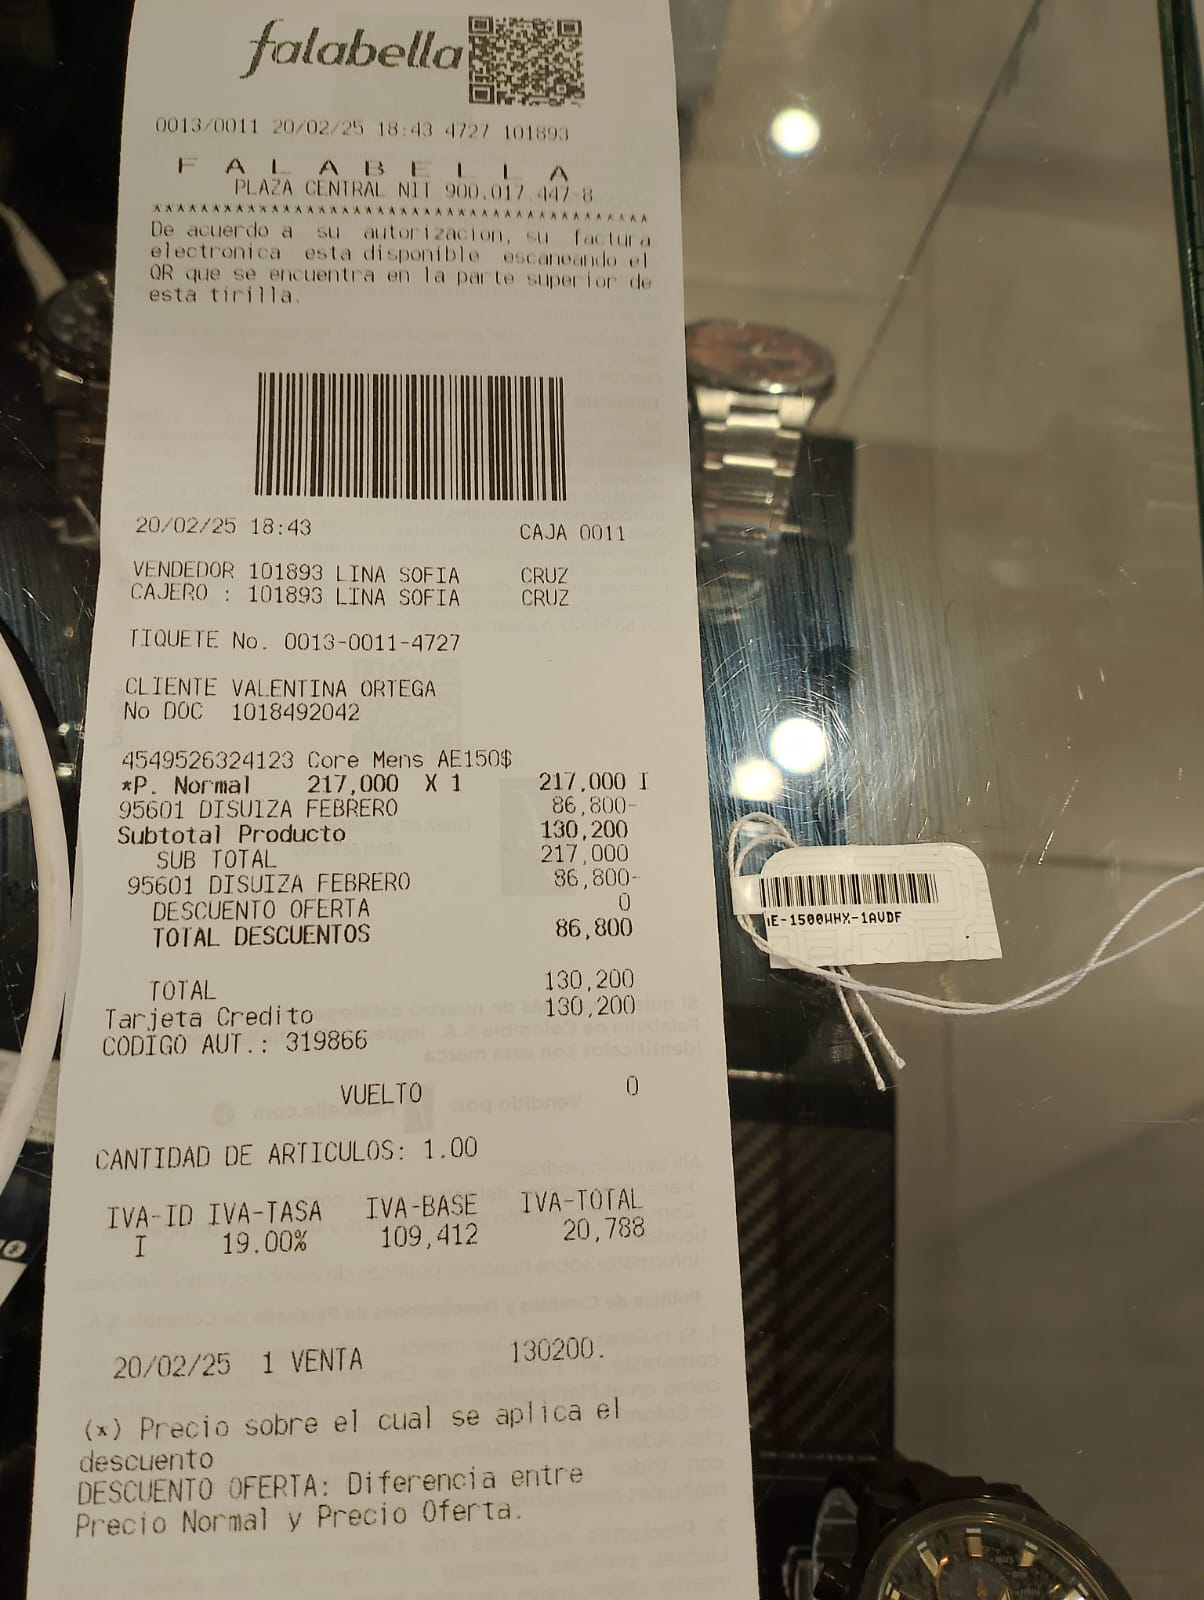 falabella
0013/0011 20/02/25 18:43 4727 101893
F A L A B E L L A
PLAZA CENTRAL NIT 900.017.447-8
****************************************
De acuerdo a su autorizacion, su factura
electronica esta disponible escaneando el
QR que se encuentra en la parte superior de
esta tirilla.
20/02/25 18:43 CAJA 0011
VENDEDOR 101893 LINA SOFIA CRUZ
CAJERO : 101893 LINA SOFIA CRUZ
TIQUETE No. 0013-0011-4727
CLIENTE VALENTINA ORTEGA
No DOC 1018492042
4549526324123 Core Mens AE150$
*P. Normal 217,000 X 1 217,000 I
95601 DISUIZA FEBRERO 86,800-
Subtotal Producto 130,200
SUB TOTAL 217,000
95601 DISUIZA FEBRERO 86,800-
DESCUENTO OFERTA 0
TOTAL DESCUENTOS 86,800
TOTAL 130,200
Tarjeta Credito 130,200
CODIGO AUT.: 319866
VUELTO 0
CANTIDAD DE ARTICULOS: 1.00
IVA-ID IVA-TASA IVA-BASE IVA-TOTAL
I 19.00% 109,412 20,788
20/02/25 1 VENTA 130200.
(*) Precio sobre el cual se aplica el
descuento
DESCUENTO OFERTA: Diferencia entre
Precio Normal y Precio Oferta.
E-1500WHX-1AVDF